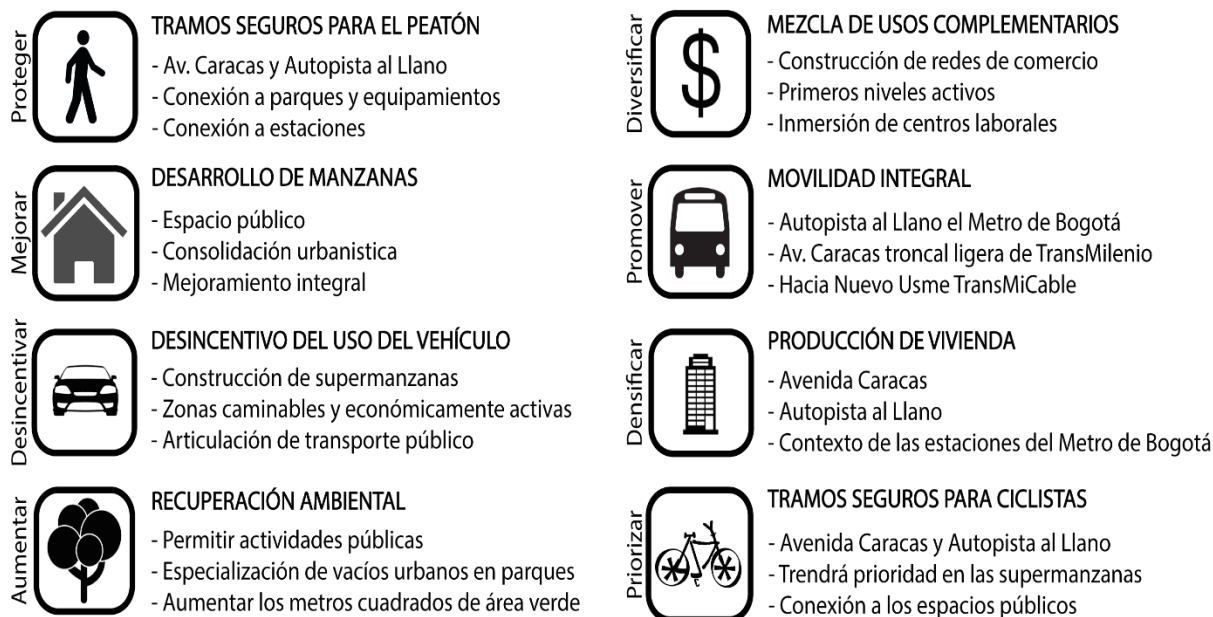 Proteger
TRAMOS SEGUROS PARA EL PEATÓN
- Av. Caracas y Autopista al Llano
- Conexión a parques y equipamientos
- Conexión a estaciones
Mejorar
DESARROLLO DE MANZANAS
- Espacio público
- Consolidación urbanistica
- Mejoramiento integral
Desincentivar
DESINCENTIVO DEL USO DEL VEHÍCULO
- Construcción de supermanzanas
- Zonas caminables y económicamente activas
- Articulación de transporte público
Aumentar
RECUPERACIÓN AMBIENTAL
- Permitir actividades públicas
- Especialización de vacíos urbanos en parques
- Aumentar los metros cuadrados de área verde
Diversificar
$
MEZCLA DE USOS COMPLEMENTARIOS
- Construcción de redes de comercio
- Primeros niveles activos
- Inmersión de centros laborales
Promover
MOVILIDAD INTEGRAL
- Autopista al Llano el Metro de Bogotá
- Av. Caracas troncal ligera de TransMilenio
- Hacia Nuevo Usme TransMiCable
Densificar
PRODUCCIÓN DE VIVIENDA
- Avenida Caracas
- Autopista al Llano
- Contexto de las estaciones del Metro de Bogotá
Priorizar
TRAMOS SEGUROS PARA CICLISTAS
- Avenida Caracas y Autopista al Llano
- Trendrá prioridad en las supermanzanas
- Conexión a los espacios públicos